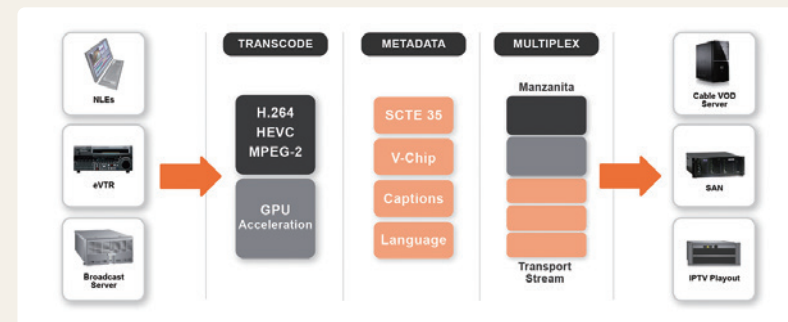 TRANSCODE
METADATA
MULTIPLEX
NLEs
eVTR
Broadcast
Server
H.264
HEVC
MPEG-2
GPU
Acceleration
SCTE 35
V-Chip
Captions
Language
Manzanita
Transport
Stream
Cable VOD
Server
SAN
IPTV Playout